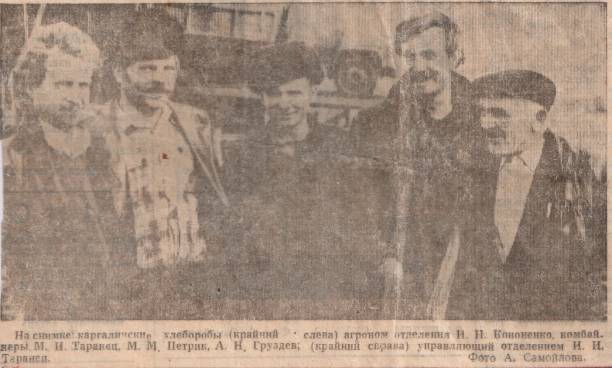 На снимке: каргалинские хлеборобы (крайний слева) агроном отделения И. Н. Кононенко, комбай-
неры М. И. Таранец, М. М. Петрик, А. Н. Груздев; (крайний справа) управляющий отделением И. И.
Таранец. Фото А. Самойлова.